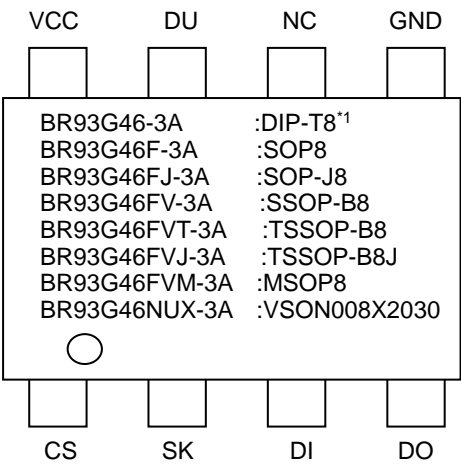 VCC DU NC GND
BR93G46-3A :DIP-T8*1
BR93G46F-3A :SOP8
BR93G46FJ-3A :SOP-J8
BR93G46FV-3A :SSOP-B8
BR93G46FVT-3A :TSSOP-B8
BR93G46FVJ-3A :TSSOP-B8J
BR93G46FVM-3A :MSOP8
BR93G46NUX-3A :VSON008X2030
CS SK DI DO